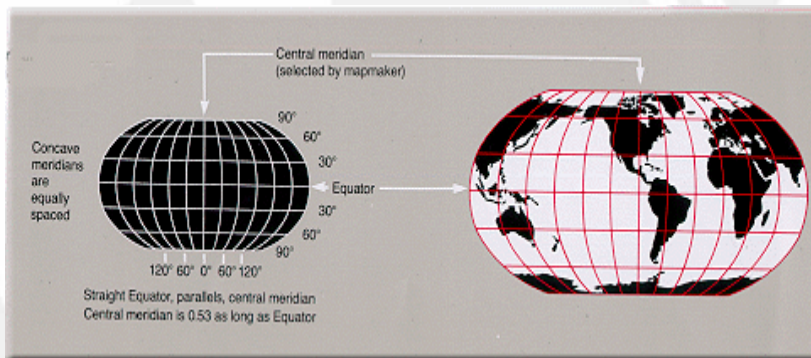 Central meridian
(selected by mapmaker)
90°
60°
30°
Concave
meridians
are
equally
spaced
Equator
30°
60°
90°
120° 60° 0° 60° 120°
Straight Equator, parallels, central meridian
Central meridian is 0.53 as long as Equator